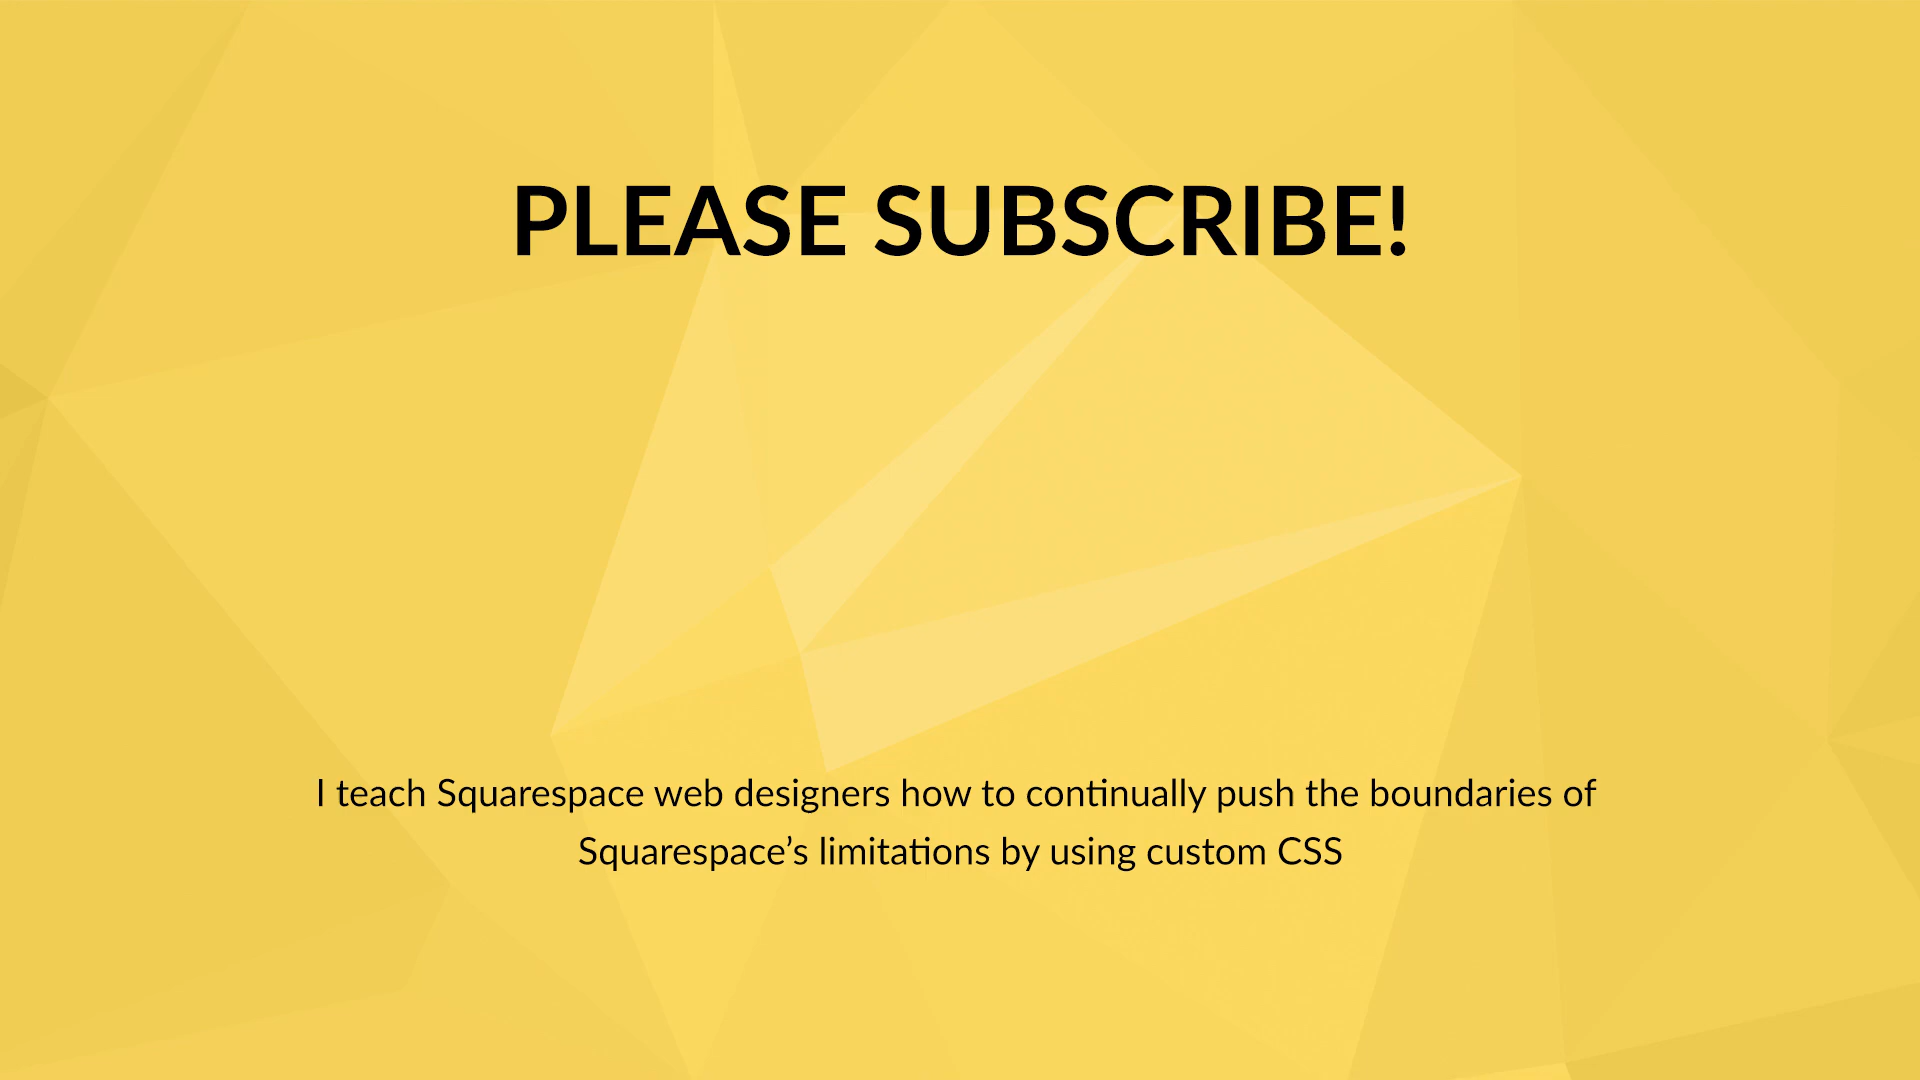 PLEASE SUBSCRIBE!
I teach Squarespace web designers how to continually push the boundaries of
Squarespace’s limitations by using custom CSS